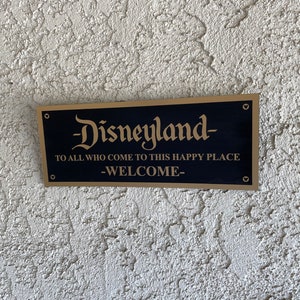 -Disneyland-
TO ALL WHO COME TO THIS HAPPY PLACE
-WELCOME-